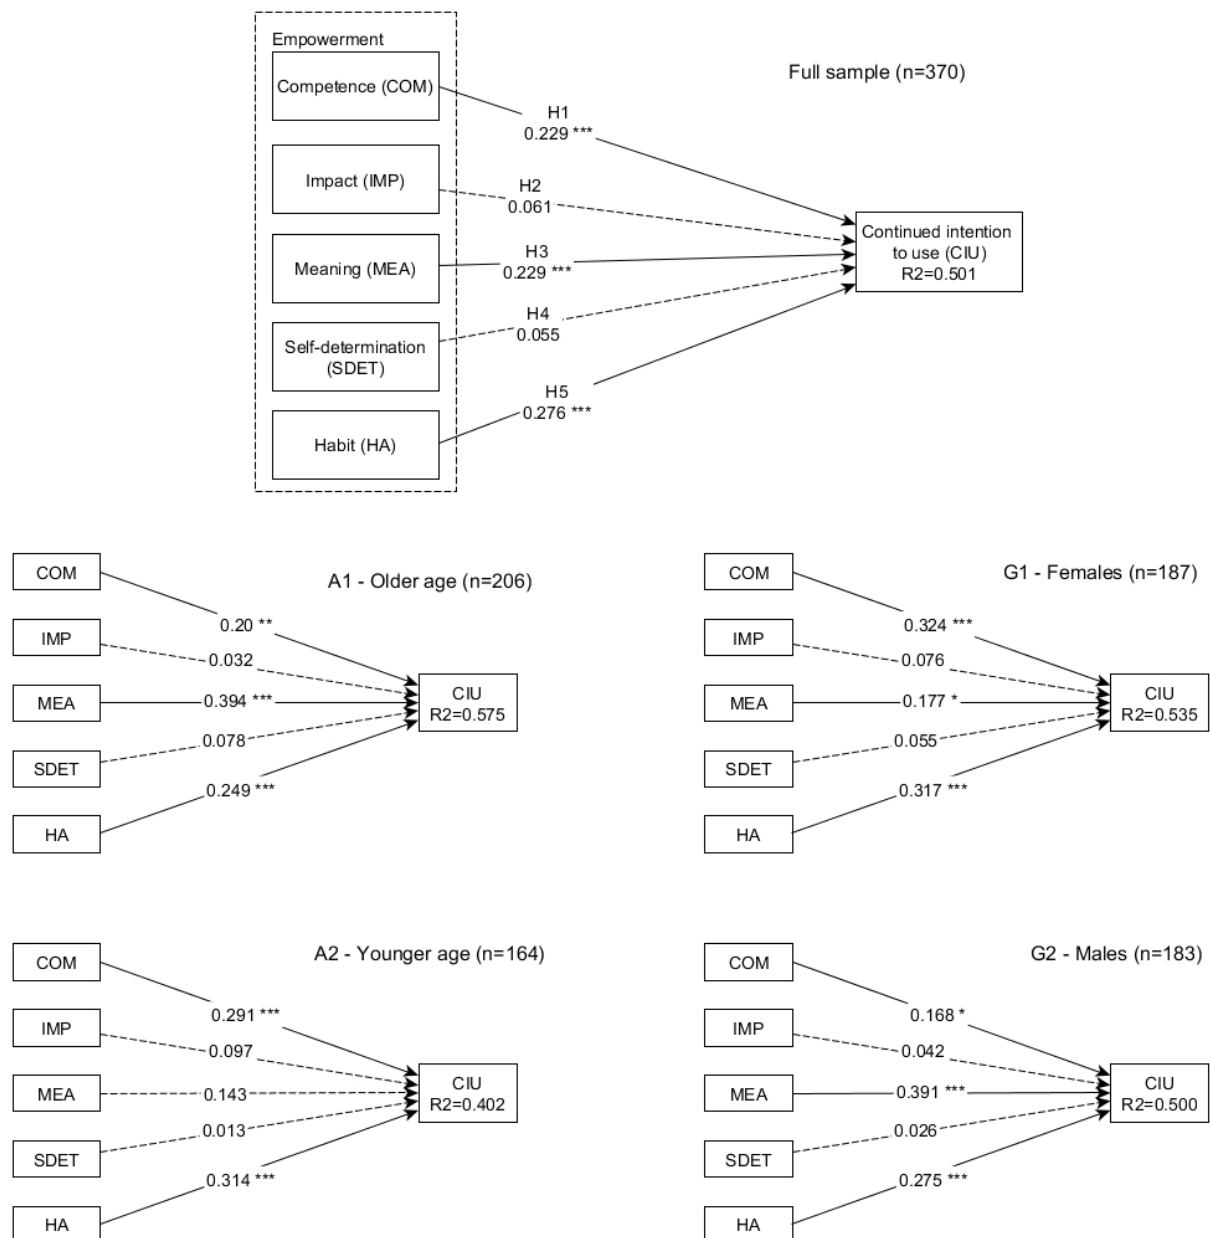 Empowerment
Competence (COM)
Full sample (n=370)
H1
0.229 ***
Impact (IMP)
H2
0.061
Continued intention
to use (CIU)
R2=0.501
Meaning (MEA)
H3
0.229 ***
H4
0.055
Self-determination
(SDET)
H5
0.276 ***
Habit (HA)
A1 - Older age (n=206)
COM
0.20 **
IMP
0.032
MEA
0.394 ***
CIU
R2=0.575
SDET
0.078
HA
0.249 ***
G1 - Females (n=187)
COM
0.324 ***
IMP
0.076
MEA
0.177 *
CIU
R2=0.535
SDET
0.055
HA
0.317 ***
A2 - Younger age (n=164)
COM
0.291 ***
IMP
0.097
MEA
0.143
CIU
R2=0.402
SDET
0.013
HA
0.314 ***
G2 - Males (n=183)
COM
0.168 *
IMP
0.042
MEA
0.391 ***
CIU
R2=0.500
SDET
0.026
HA
0.275 ***